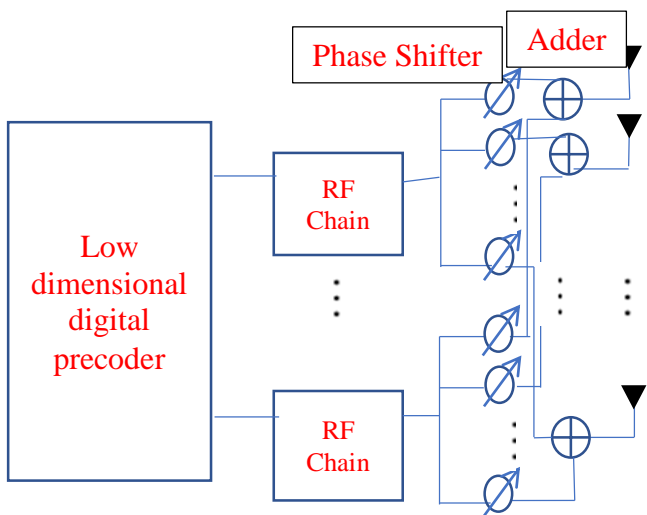 Phase Shifter
Adder
Low
dimensional
digital
precoder
RF
Chain
RF
Chain